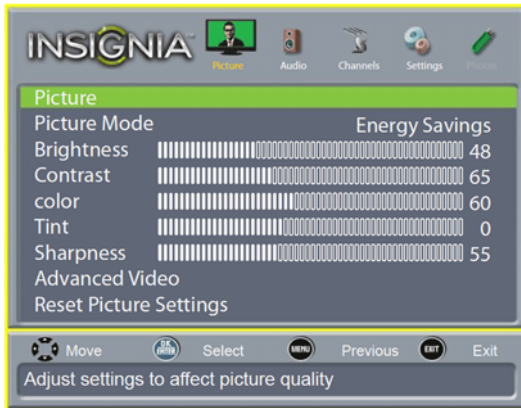 INSIGNIA
Picture Audio Channels Settings Photos
Picture
Picture Mode Energy Savings
Brightness 48
Contrast 65
color 60
Tint 0
Sharpness 55
Advanced Video
Reset Picture Settings
Move OK ENTER Select MENU Previous EXIT Exit
Adjust settings to affect picture quality